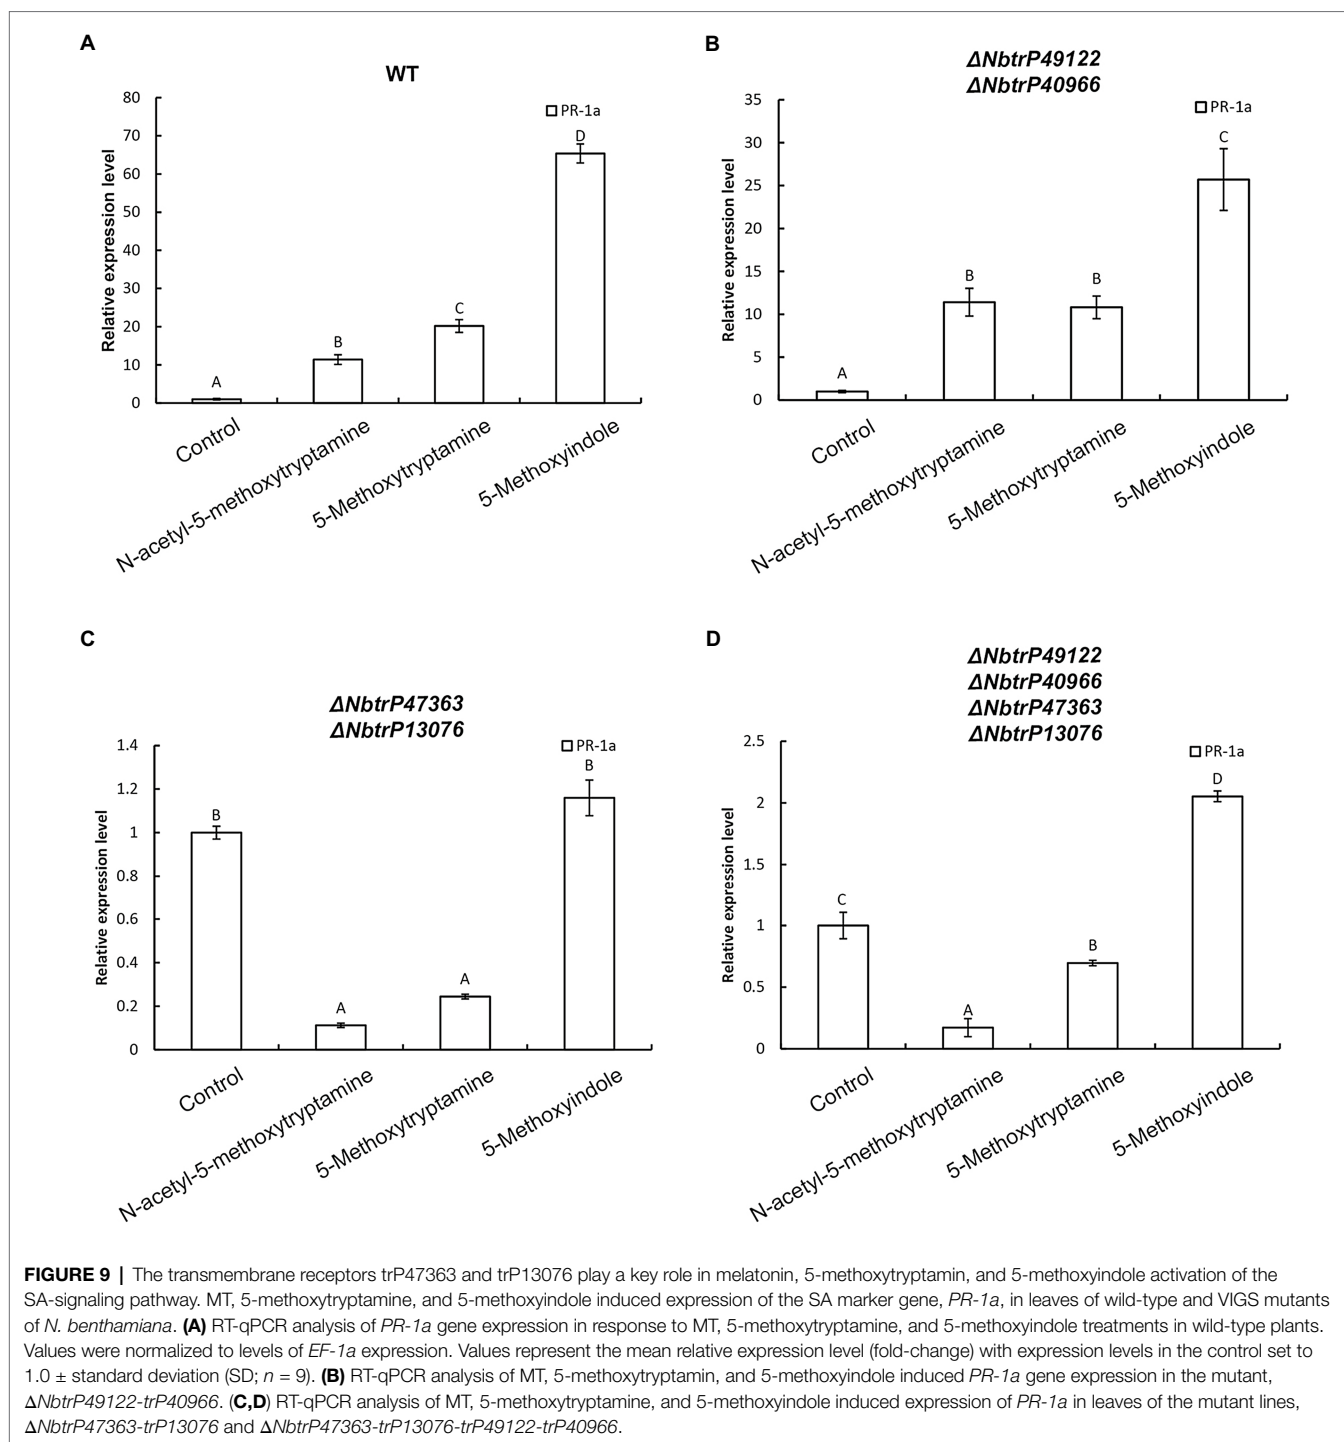 A
WT
80
70
60
50
40
30
20
10
0
Relative expression level
PR-1a
A
B
C
D
Control
N-acetyl-5-methoxytryptamine
5-Methoxytryptamine
5-Methoxyindole
B
ΔNbtrP49122
ΔNbtrP40966
35
30
25
20
15
10
5
0
Relative expression level
PR-1a
A
B
B
C
Control
N-acetyl-5-methoxytryptamine
5-Methoxytryptamine
5-Methoxyindole
C
ΔNbtrP47363
ΔNbtrP13076
1.4
1.2
1
0.8
0.6
0.4
0.2
0
Relative expression level
PR-1a
B
A
A
B
Control
N-acetyl-5-methoxytryptamine
5-Methoxytryptamine
5-Methoxyindole
D
ΔNbtrP49122
ΔNbtrP40966
ΔNbtrP47363
ΔNbtrP13076
2.5
2
1.5
1
0.5
0
Relative expression level
PR-1a
C
A
B
D
Control
N-acetyl-5-methoxytryptamine
5-Methoxytryptamine
5-Methoxyindole
FIGURE 9 | The transmembrane receptors trP47363 and trP13076 play a key role in melatonin, 5-methoxytryptamin, and 5-methoxyindole activation of the
SA-signaling pathway. MT, 5-methoxytryptamine, and 5-methoxyindole induced expression of the SA marker gene, PR-1a, in leaves of wild-type and VIGS mutants
of N. benthamiana. (A) RT-qPCR analysis of PR-1a gene expression in response to MT, 5-methoxytryptamine, and 5-methoxyindole treatments in wild-type plants.
Values were normalized to levels of EF-1a expression. Values represent the mean relative expression level (fold-change) with expression levels in the control set to
1.0 ± standard deviation (SD; n = 9). (B) RT-qPCR analysis of MT, 5-methoxytryptamin, and 5-methoxyindole induced PR-1a gene expression in the mutant,
ΔNbtrP49122-trP40966. (C,D) RT-qPCR analysis of MT, 5-methoxytryptamine, and 5-methoxyindole induced expression of PR-1a in leaves of the mutant lines,
ΔNbtrP47363-trP13076 and ΔNbtrP47363-trP13076-trP49122-trP40966.